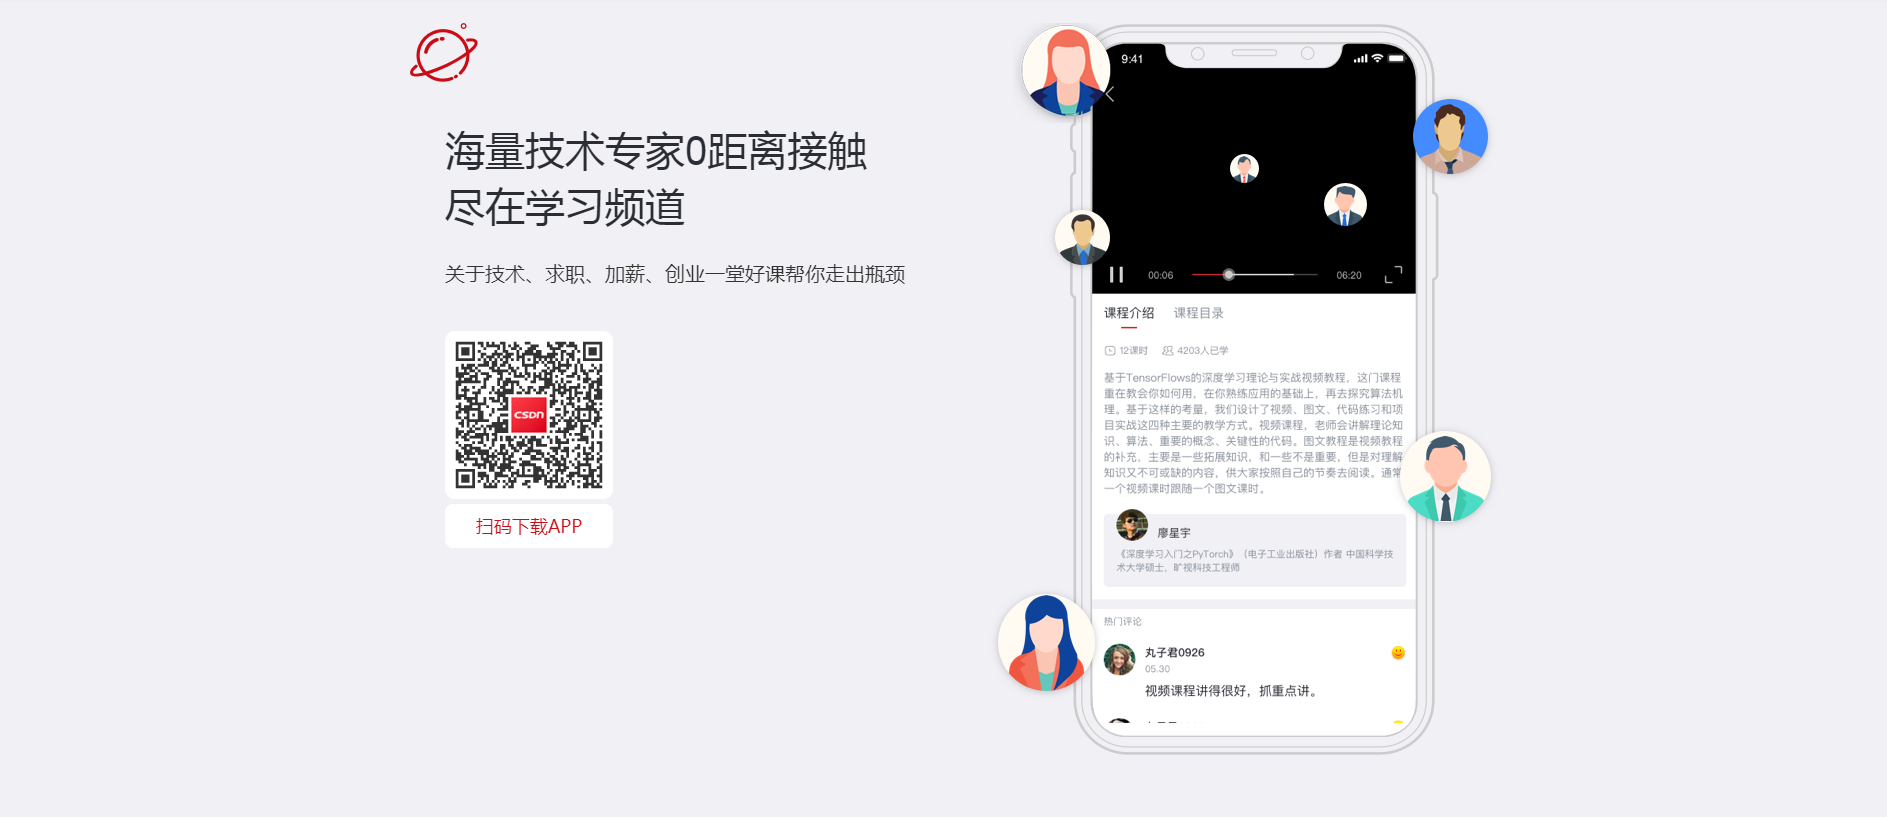 海量技术专家0距离接触
尽在学习频道
关于技术、求职、加薪、创业一堂好课帮你走出瓶颈
CSDN
扫码下载APP
9:41
00:06
06:20
课程介绍 课程目录
12课时 4203人已学
基于TensorFlows的深度学习理论与实战视频教程，这门课程
重在教会你如何用，在你熟练应用的基础上，再去探究算法机
理。基于这样的考量，我们设计了视频、图文、代码练习和项
目实战这四种主要的教学方式。视频课程，老师会讲解理论知
识、算法、重要的概念、关键性的代码。图文教程是视频教程
的补充，主要是一些拓展知识，和一些不是重要，但是对理解
知识又不可或缺的内容，供大家按照自己的节奏去阅读。通常
一个视频课时跟随一个图文课时。
廖星宇
《深度学习入门之PyTorch》（电子工业出版社）作者 中国科学技
术大学硕士，旷视科技工程师
热门评论
丸子君0926
05.30
视频课程讲得很好，抓重点讲。